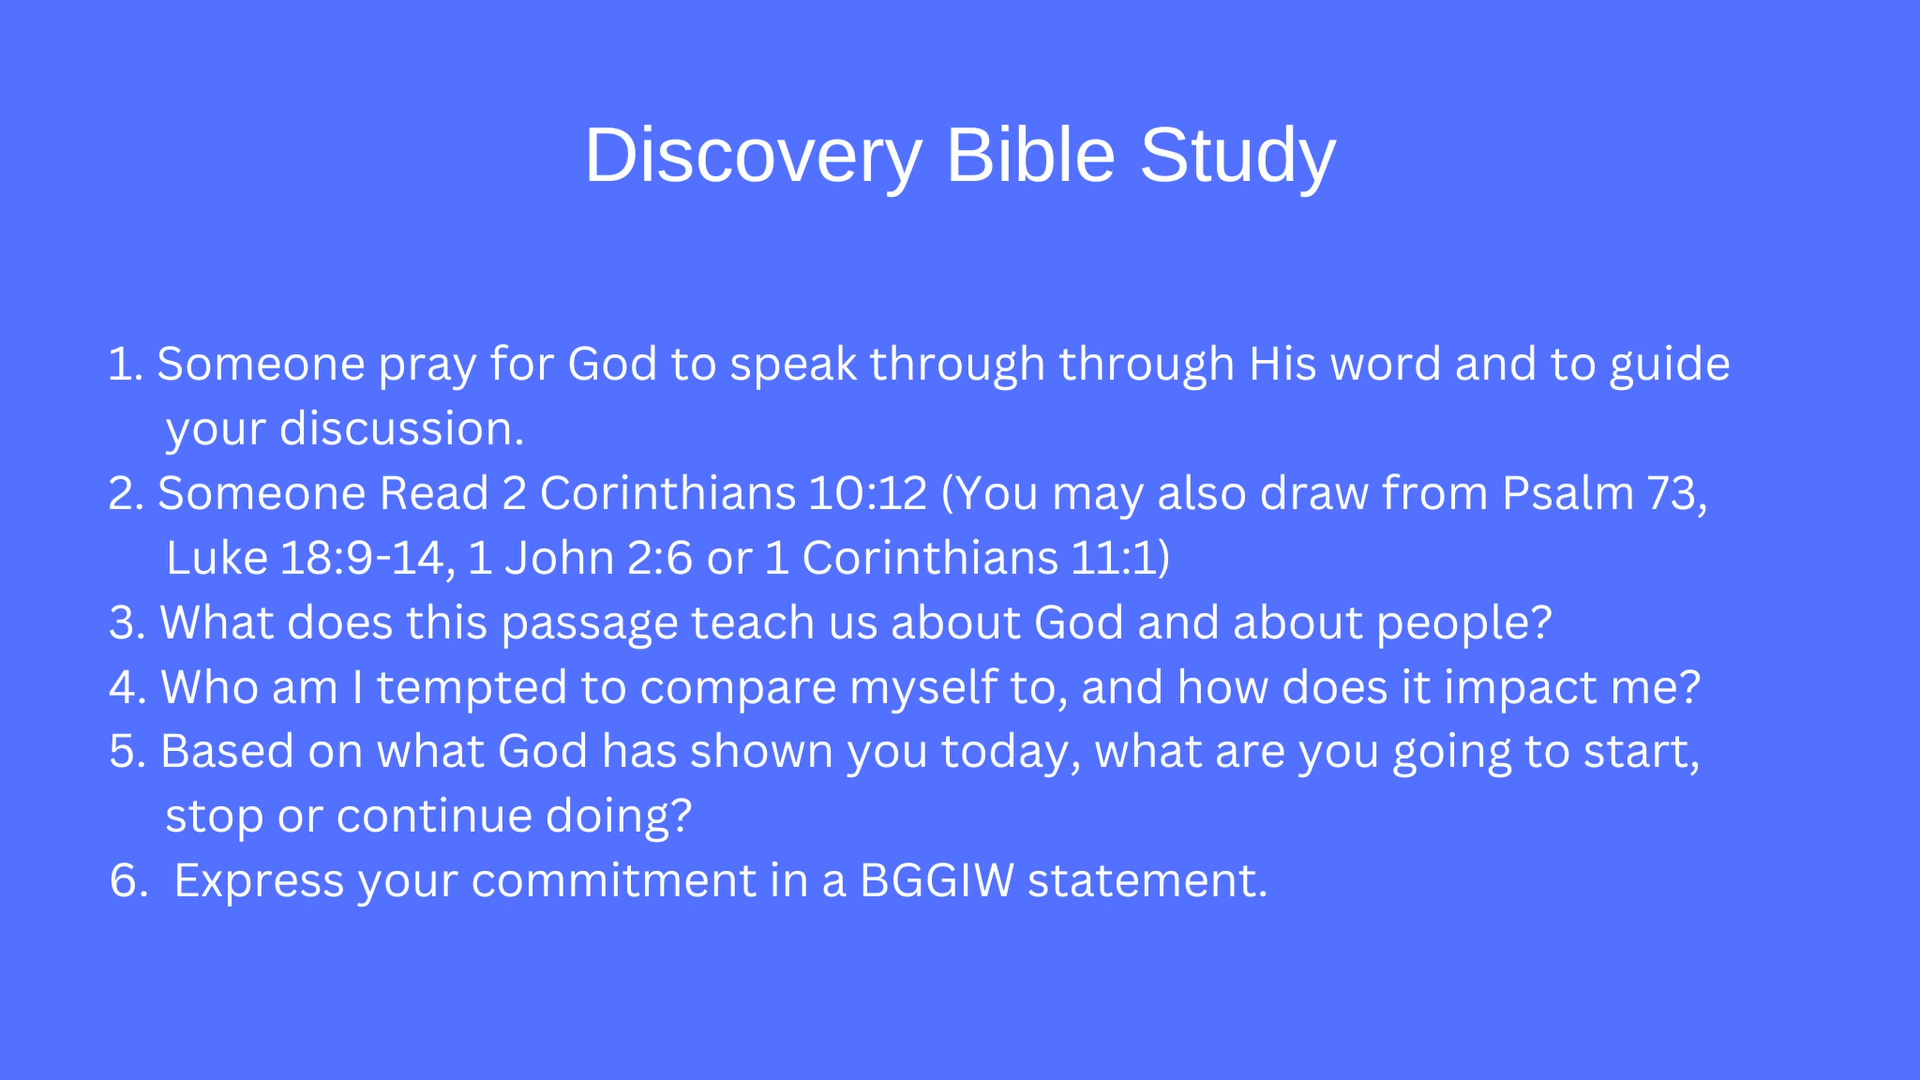 Discovery Bible Study
1. Someone pray for God to speak through through His word and to guide
your discussion.
2. Someone Read 2 Corinthians 10:12 (You may also draw from Psalm 73,
Luke 18:9-14, 1 John 2:6 or 1 Corinthians 11:1)
3. What does this passage teach us about God and about people?
4. Who am I tempted to compare myself to, and how does it impact me?
5. Based on what God has shown you today, what are you going to start,
stop or continue doing?
6. Express your commitment in a BGGIW statement.